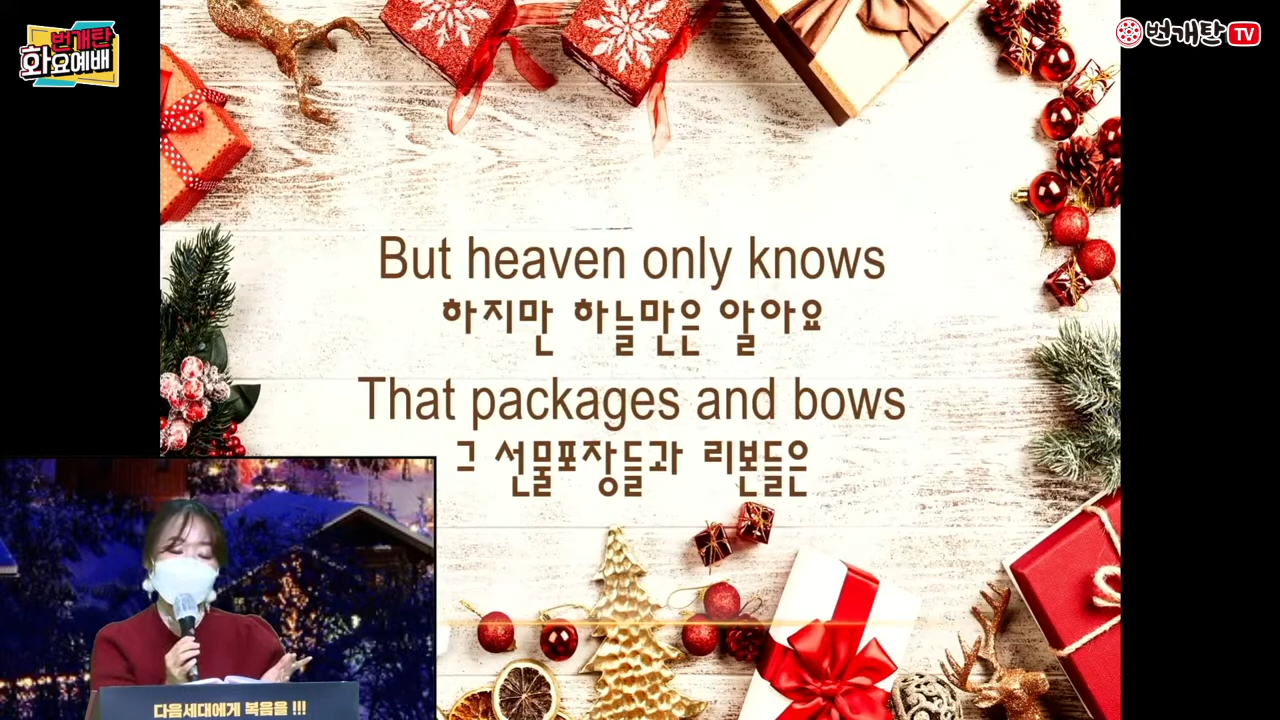 번개탄
화요예배
번개탄 TV
But heaven only knows
하지만 하늘만은 알아요
That packages and bows
그 선물포장들과 리본들은
다음세대에게 복음을 !!!